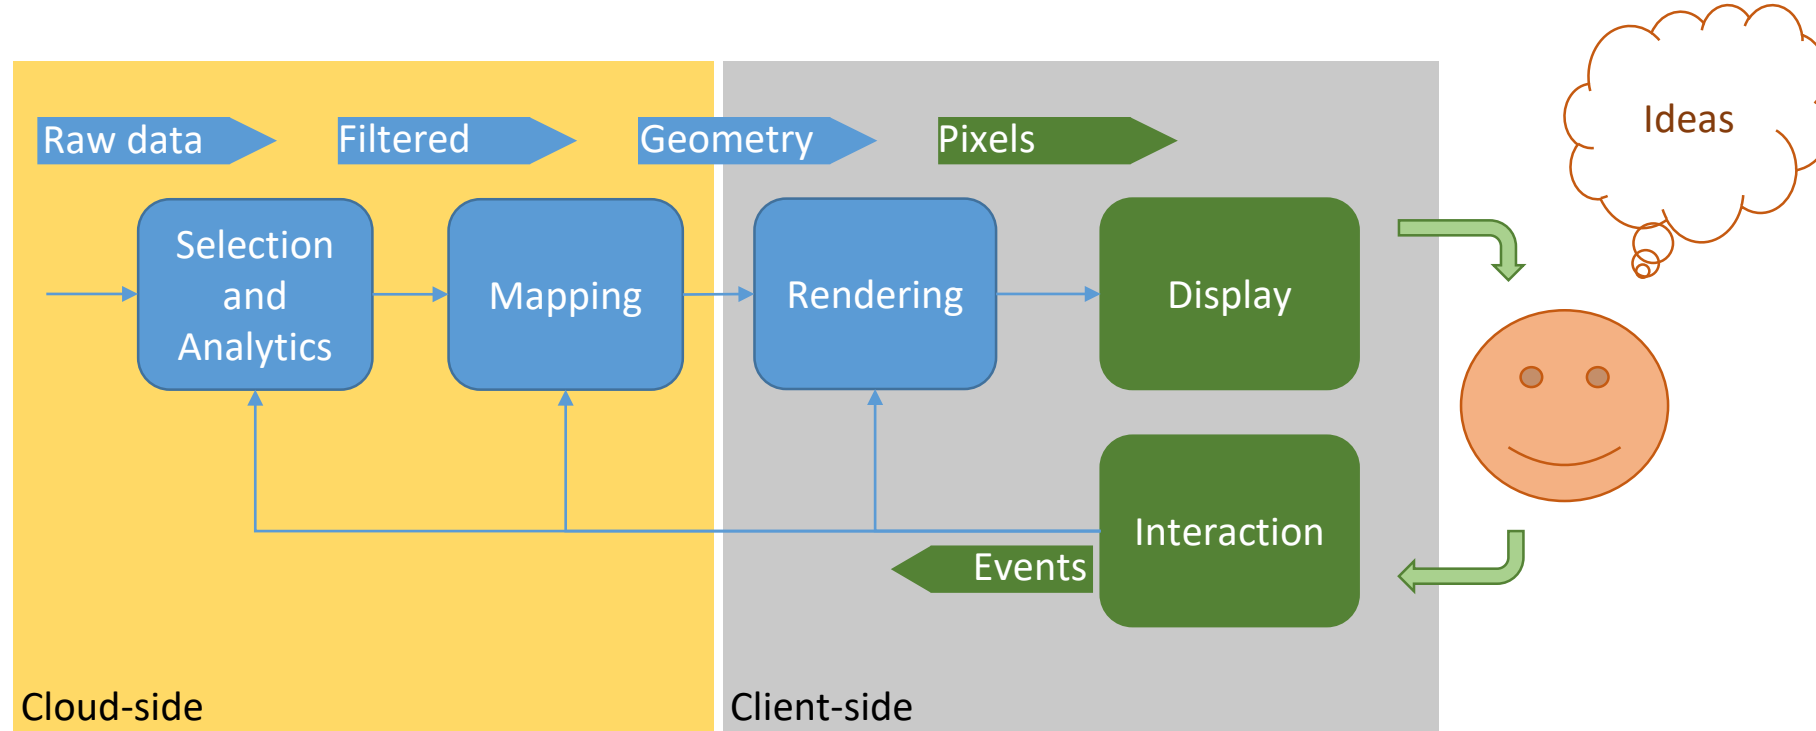 Ideas
Raw data
Filtered
Geometry
Pixels
Selection
and
Analytics
Mapping
Rendering
Display
Interaction
Events
Cloud-side
Client-side